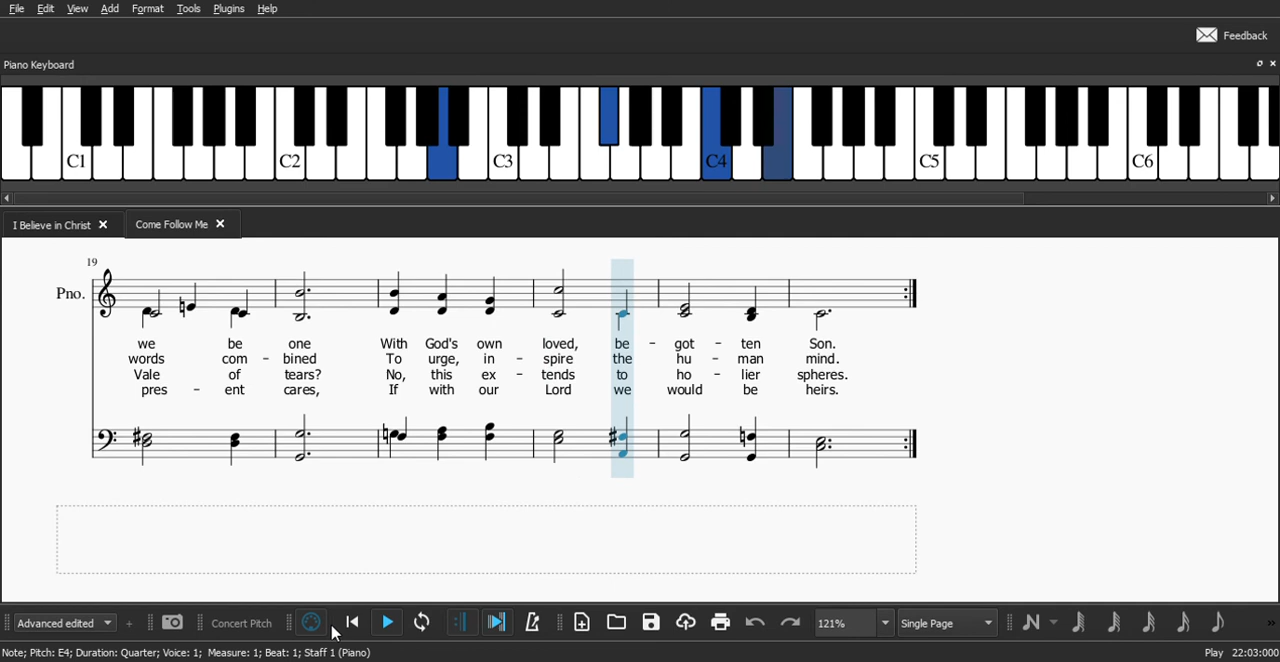 File Edit View Add Format Tools Plugins Help
Feedback
Piano Keyboard
C1 C2 C3 C4 C5 C6
I Believe in Christ Come Follow Me
19
Pno.
we be one With God's own loved, be - got - ten Son.
words com - bined To urge, in - spire the hu - man mind.
Vale of tears? No, this ex - tends to ho - lier spheres.
pres - ent cares, If with our Lord we would be heirs.
Advanced edited + Concert Pitch 121% Single Page N »
Note; Pitch: E4; Duration: Quarter; Voice: 1; Measure: 1; Beat: 1; Staff 1 (Piano) Play 22:03:000